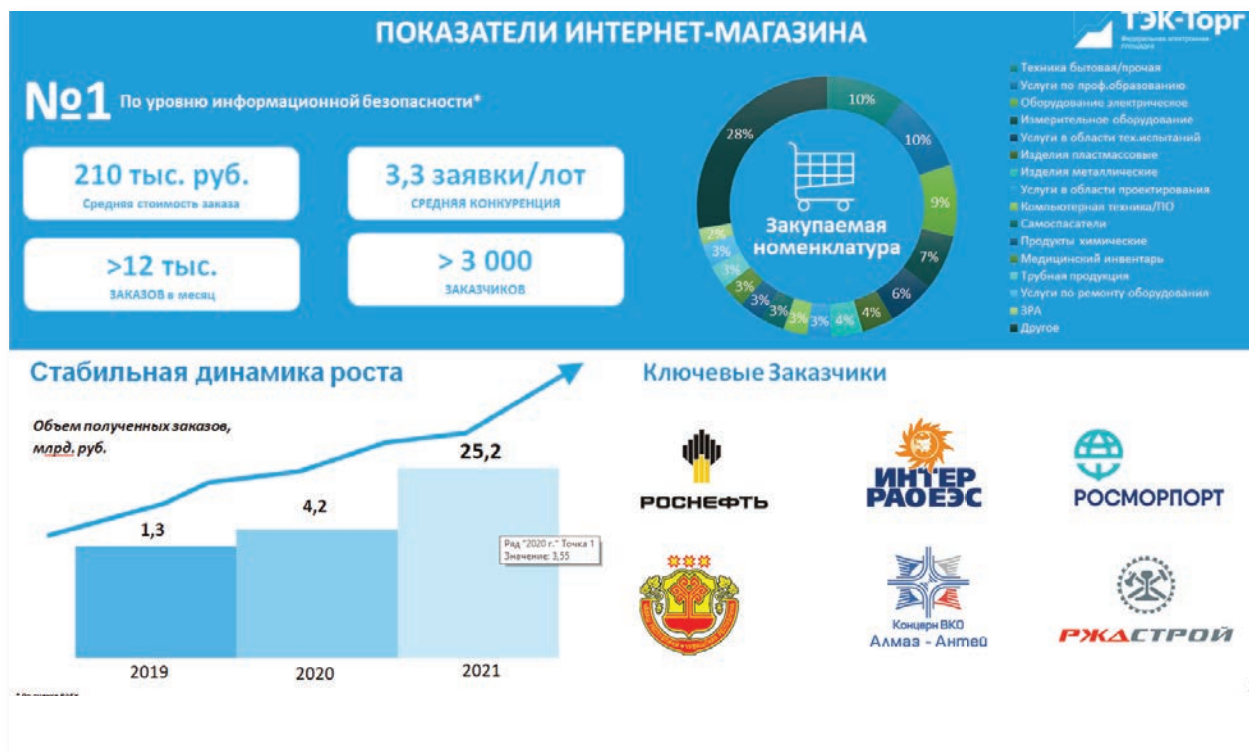 ПОКАЗАТЕЛИ ИНТЕРНЕТ-МАГАЗИНА
ТЭК-Торг
Федеральная электронная
площадка
№1 По уровню информационной безопасности*
210 тыс. руб.
Средняя стоимость заказа
3,3 заявки/лот
СРЕДНЯЯ КОНКУРЕНЦИЯ
>12 тыс.
ЗАКАЗОВ в месяц
> 3 000
ЗАКАЗЧИКОВ
10%
10%
9%
7%
6%
4%
4%
3%
3%
3%
3%
3%
3%
3%
2%
28%
Закупаемая
номенклатура
Техника бытовая/прочая
Услуги по проф.образованию
Оборудование электрическое
Измерительное оборудование
Услуги в области тех.испытаний
Изделия пластмассовые
Изделия металлические
Услуги в области проектирования
Компьютерная техника/ПО
Самоспасатели
Продукты химические
Медицинский инвентарь
Трубная продукция
Услуги по ремонту оборудования
ЗРА
Другое
Стабильная динамика роста
Объем полученных заказов,
млрд. руб.
1,3
4,2
25,2
Ряд "2020 г." Точка 1
Значение: 3,55
2019
2020
2021
Ключевые Заказчики
РОСНЕФТЬ
ИНТЕР
РАО ЕЭС
РОСМОРПОРТ
Концерн ВКО
Алмаз - Антей
РЖДСТРОЙ